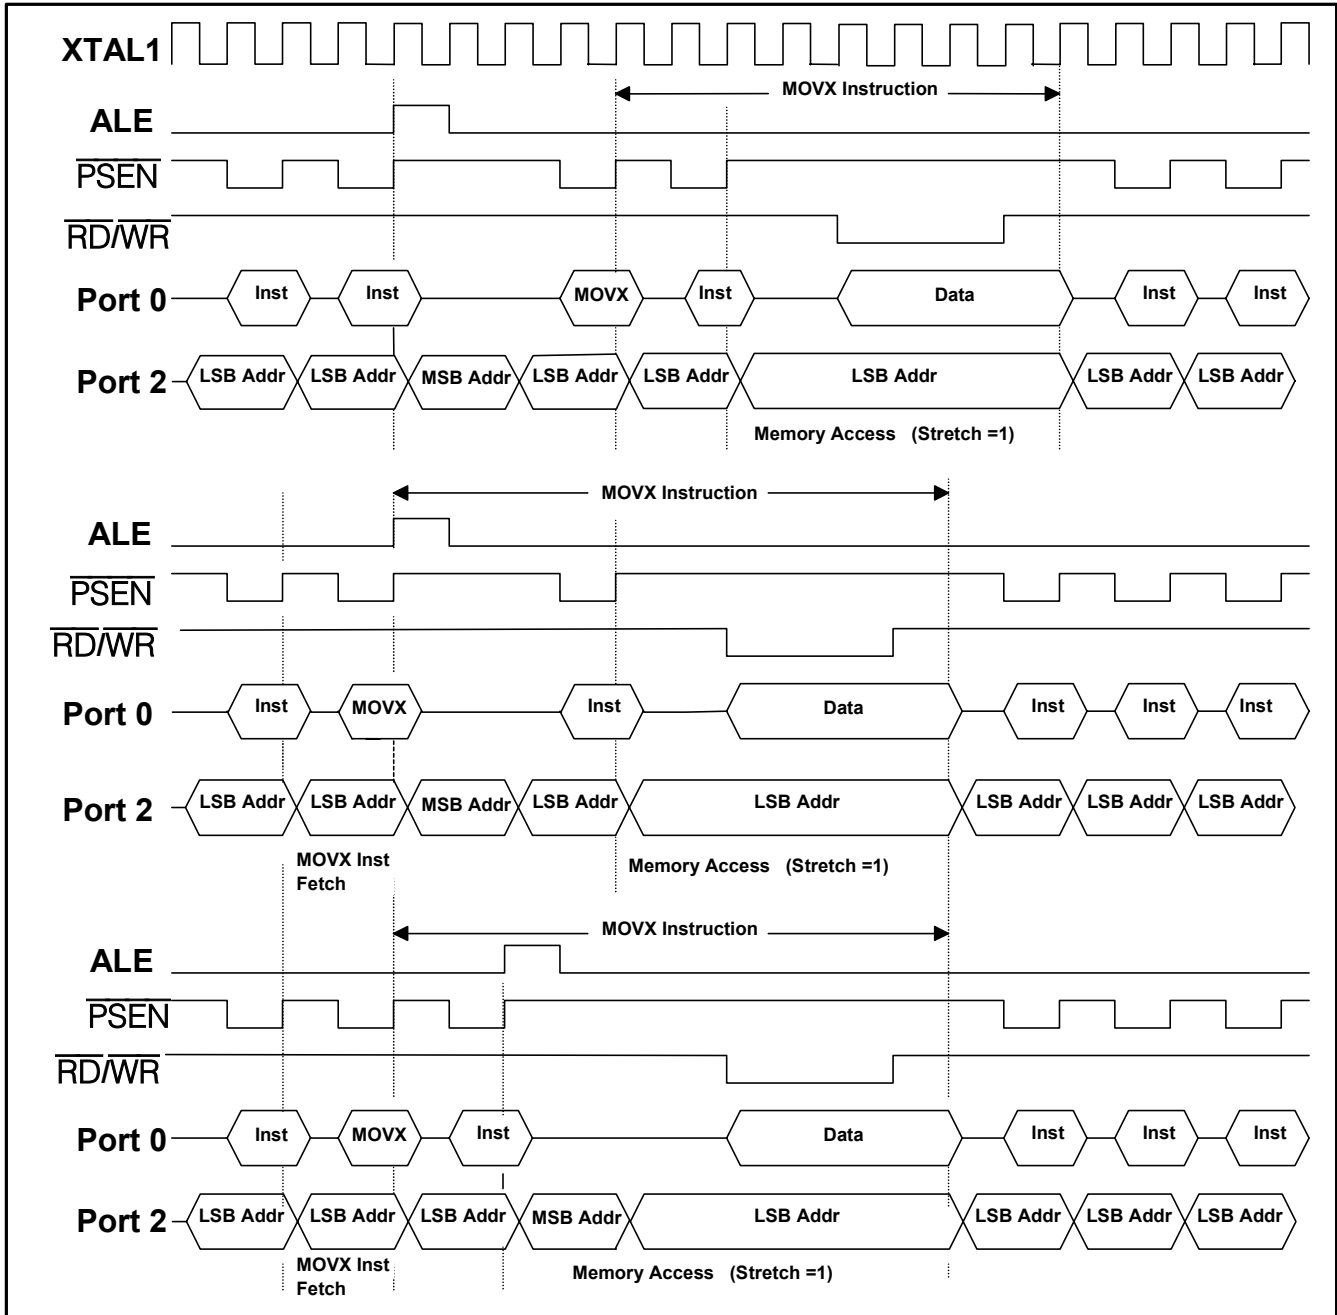 XTAL1
MOVX Instruction
ALE
PSEN
RD/WR
Port 0 Inst Inst MOVX Inst Data Inst Inst
Port 2 LSB Addr LSB Addr MSB Addr LSB Addr LSB Addr LSB Addr LSB Addr LSB Addr
Memory Access (Stretch =1)
MOVX Instruction
ALE
PSEN
RD/WR
Port 0 Inst MOVX Inst Data Inst Inst Inst
Port 2 LSB Addr LSB Addr MSB Addr LSB Addr LSB Addr LSB Addr LSB Addr LSB Addr
MOVX Inst
Fetch
Memory Access (Stretch =1)
MOVX Instruction
ALE
PSEN
RD/WR
Port 0 Inst MOVX Inst Data Inst Inst Inst
Port 2 LSB Addr LSB Addr LSB Addr MSB Addr LSB Addr LSB Addr LSB Addr LSB Addr
MOVX Inst
Fetch
Memory Access (Stretch =1)